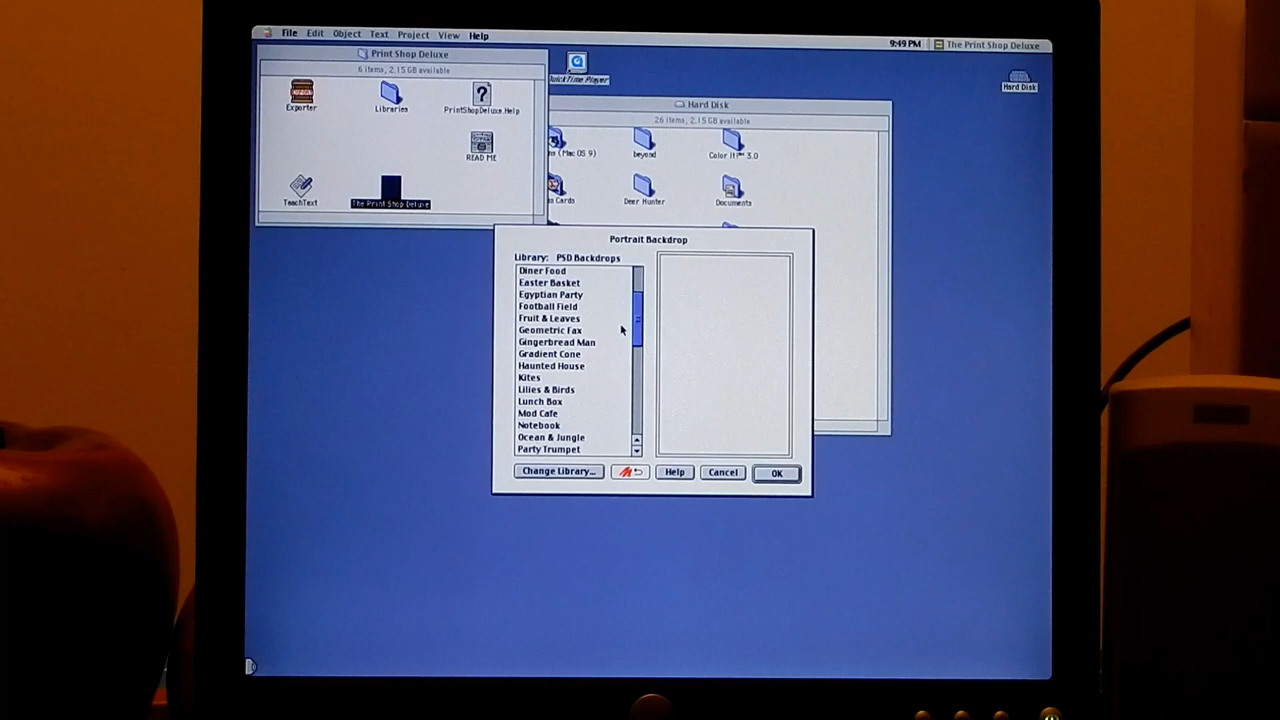 File Edit Object Text Project View Help
9:49 PM The Print Shop Deluxe
Print Shop Deluxe
6 items, 2.15 GB available
Exporter
Libraries
PrintShopDeluxe.Help
READ ME
TeachText
The Print Shop Deluxe
QuickTime Player
Hard Disk
Hard Disk
26 items, 2.15 GB available
(Mac OS 9)
beyond
Color It!™ 3.0
Cards
Deer Hunter
Documents
Portrait Backdrop
Library: PSD Backdrops
Diner Food
Easter Basket
Egyptian Party
Football Field
Fruit & Leaves
Geometric Fax
Gingerbread Man
Gradient Cone
Haunted House
Kites
Lilies & Birds
Lunch Box
Mod Cafe
Notebook
Ocean & Jungle
Party Trumpet
Change Library...
Help
Cancel
OK